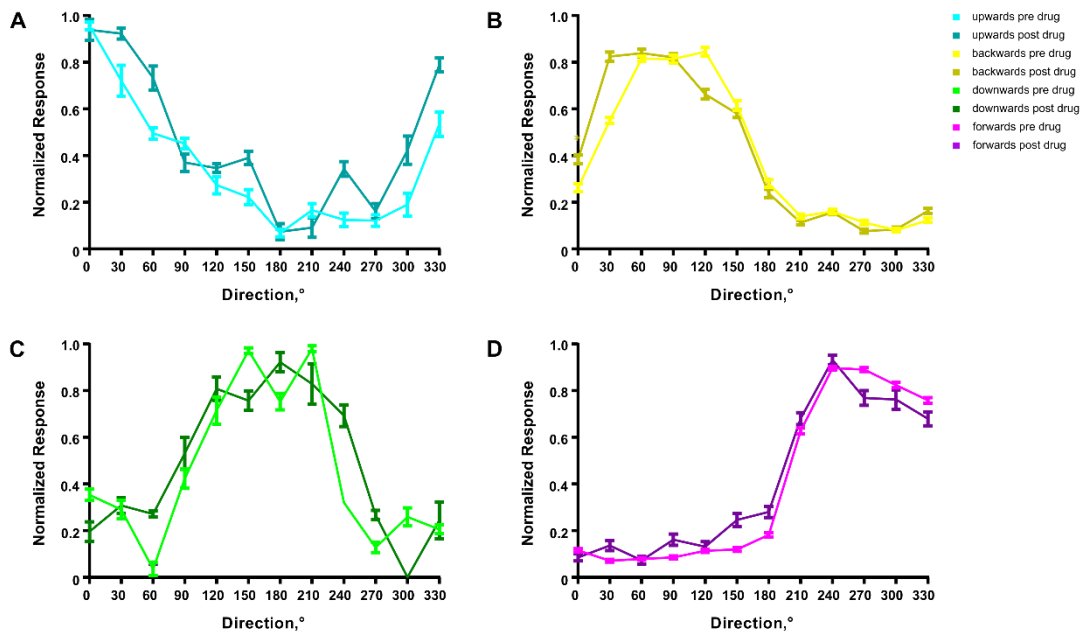 A
B
upwards pre drug
upwards post drug
backwards pre drug
backwards post drug
downwards pre drug
downwards post drug
forwards pre drug
forwards post drug
Normalized Response
1.0
0.8
0.6
0.4
0.2
0
0 30 60 90 120 150 180 210 240 270 300 330
Direction,°
Normalized Response
1.0
0.8
0.6
0.4
0.2
0
0 30 60 90 120 150 180 210 240 270 300 330
Direction,°
C
Normalized Response
1.0
0.8
0.6
0.4
0.2
0
0 30 60 90 120 150 180 210 240 270 300 330
Direction,°
D
Normalized Response
1.0
0.8
0.6
0.4
0.2
0
0 30 60 90 120 150 180 210 240 270 300 330
Direction,°